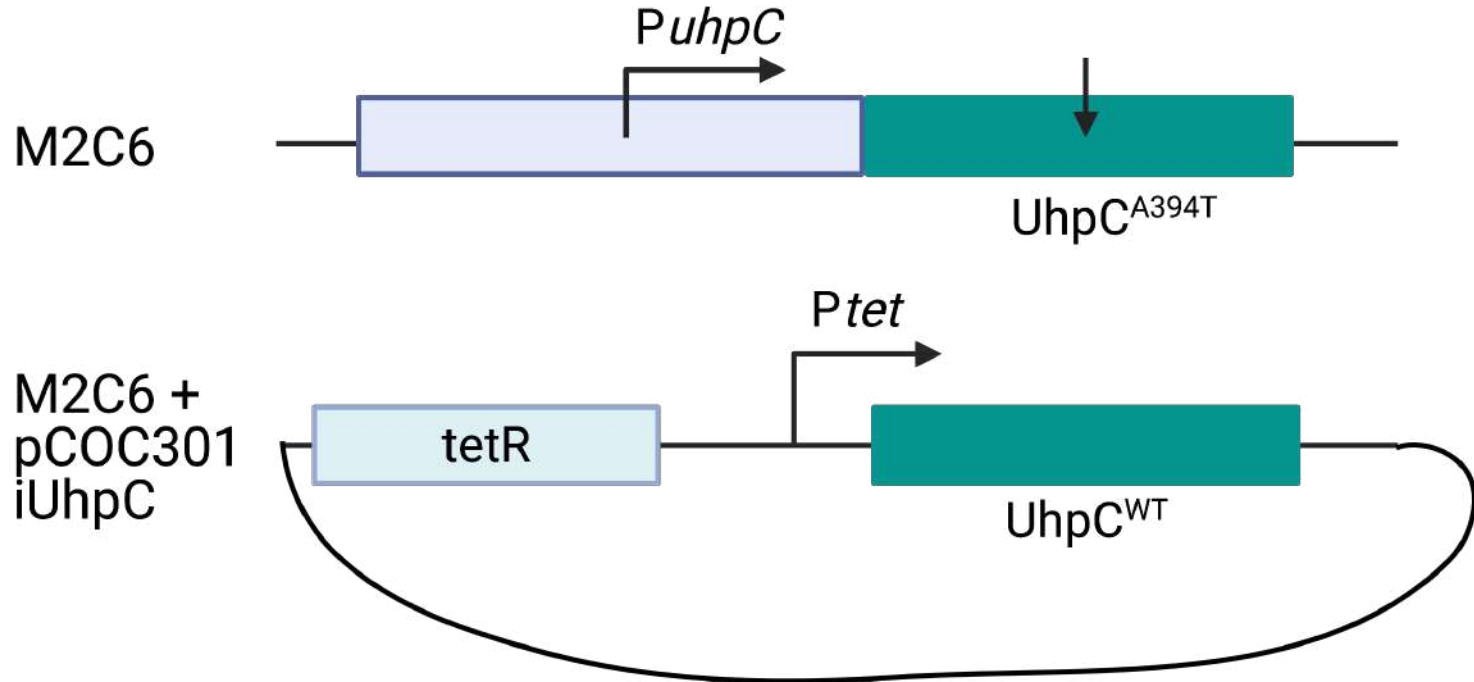 PuhpC
M2C6
UhpCA394T
Ptet
M2C6 +
pCOC301
iUhpC
tetR
UhpCWT